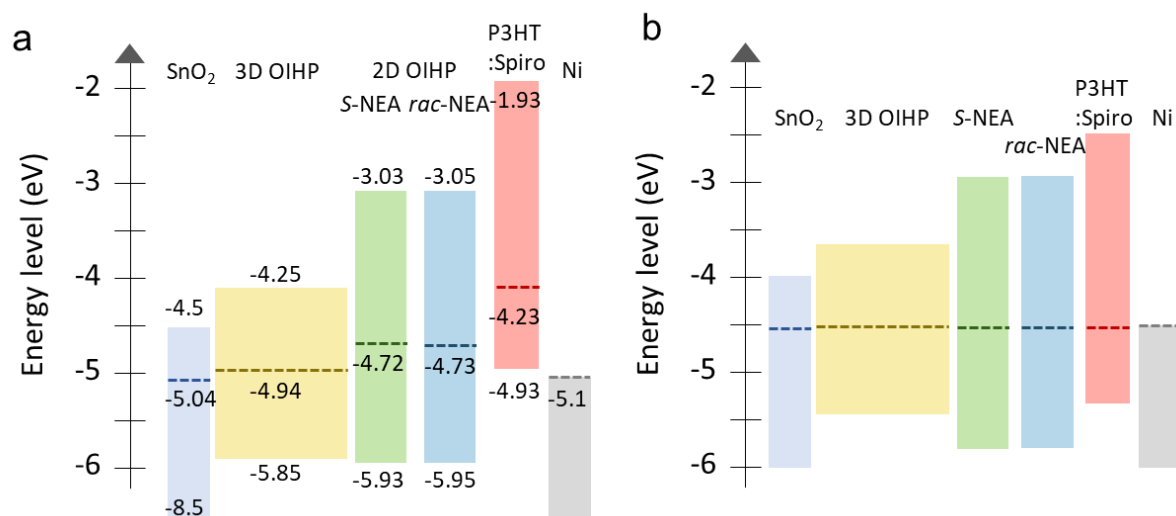 a
Energy level (eV)
-2
-3
-4
-5
-6
SnO₂
3D OIHP
2D OIHP
S-NEA rac-NEA
P3HT
:Spiro
Ni
-1.93
-3.03
-3.05
-4.25
-4.5
-4.23
-4.72
-4.73
-4.94
-4.93
-5.04
-5.1
-5.85
-5.93
-5.95
-8.5
b
Energy level (eV)
-2
-3
-4
-5
-6
SnO₂
3D OIHP
S-NEA
rac-NEA
P3HT
:Spiro
Ni